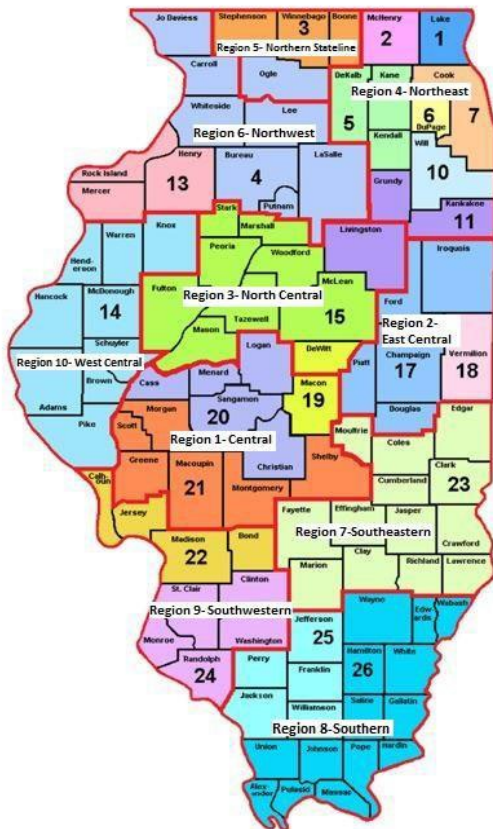 Jo Daviess
Stephenson
Winnebago
Boone
McHenry
Lake
3
2
1
Region 5- Northern Stateline
Carroll
Ogle
DeKalb
Kane
Cook
Region 4- Northeast
Whiteside
Lee
5
6
7
DuPage
Region 6- Northwest
Kendall
Will
10
Rock Island
Henry
Bureau
LaSalle
Mercer
13
4
Grundy
Putnam
Kankakee
11
Stark
Marshall
Knox
Warren
Peoria
Woodford
Livingston
Iroquois
Hender-
erson
McLean
Fulton
Ford
Region 3- North Central
Hancock
McDonough
14
Tazewell
15
Region 2-
East Central
Mason
Schuyler
Logan
DeWitt
Champaign
Vermilion
Region 10- West Central
Menard
Piatt
17
18
Cass
Macon
Brown
Sangamon
19
Adams
Morgan
20
Douglas
Edgar
Pike
Scott
Moultrie
Region 1- Central
Coles
Greene
Macoupin
Christian
Shelby
Clark
Cumberland
23
Cal-
houn
21
Montgomery
Jersey
Fayette
Effingham
Jasper
Crawford
Region 7-Southeastern
Madison
Bond
22
Clay
Richland
Lawrence
Clinton
Marion
St. Clair
Wayne
Edw
ards
Wabash
Region 9- Southwestern
Jefferson
Monroe
Washington
25
Randolph
Perry
Hamilton
White
24
Franklin
26
Jackson
Saline
Gallatin
Williamson
Region 8-Southern
Union
Johnson
Pope
Hardin
Alex-
ander
Pulaski
Massac